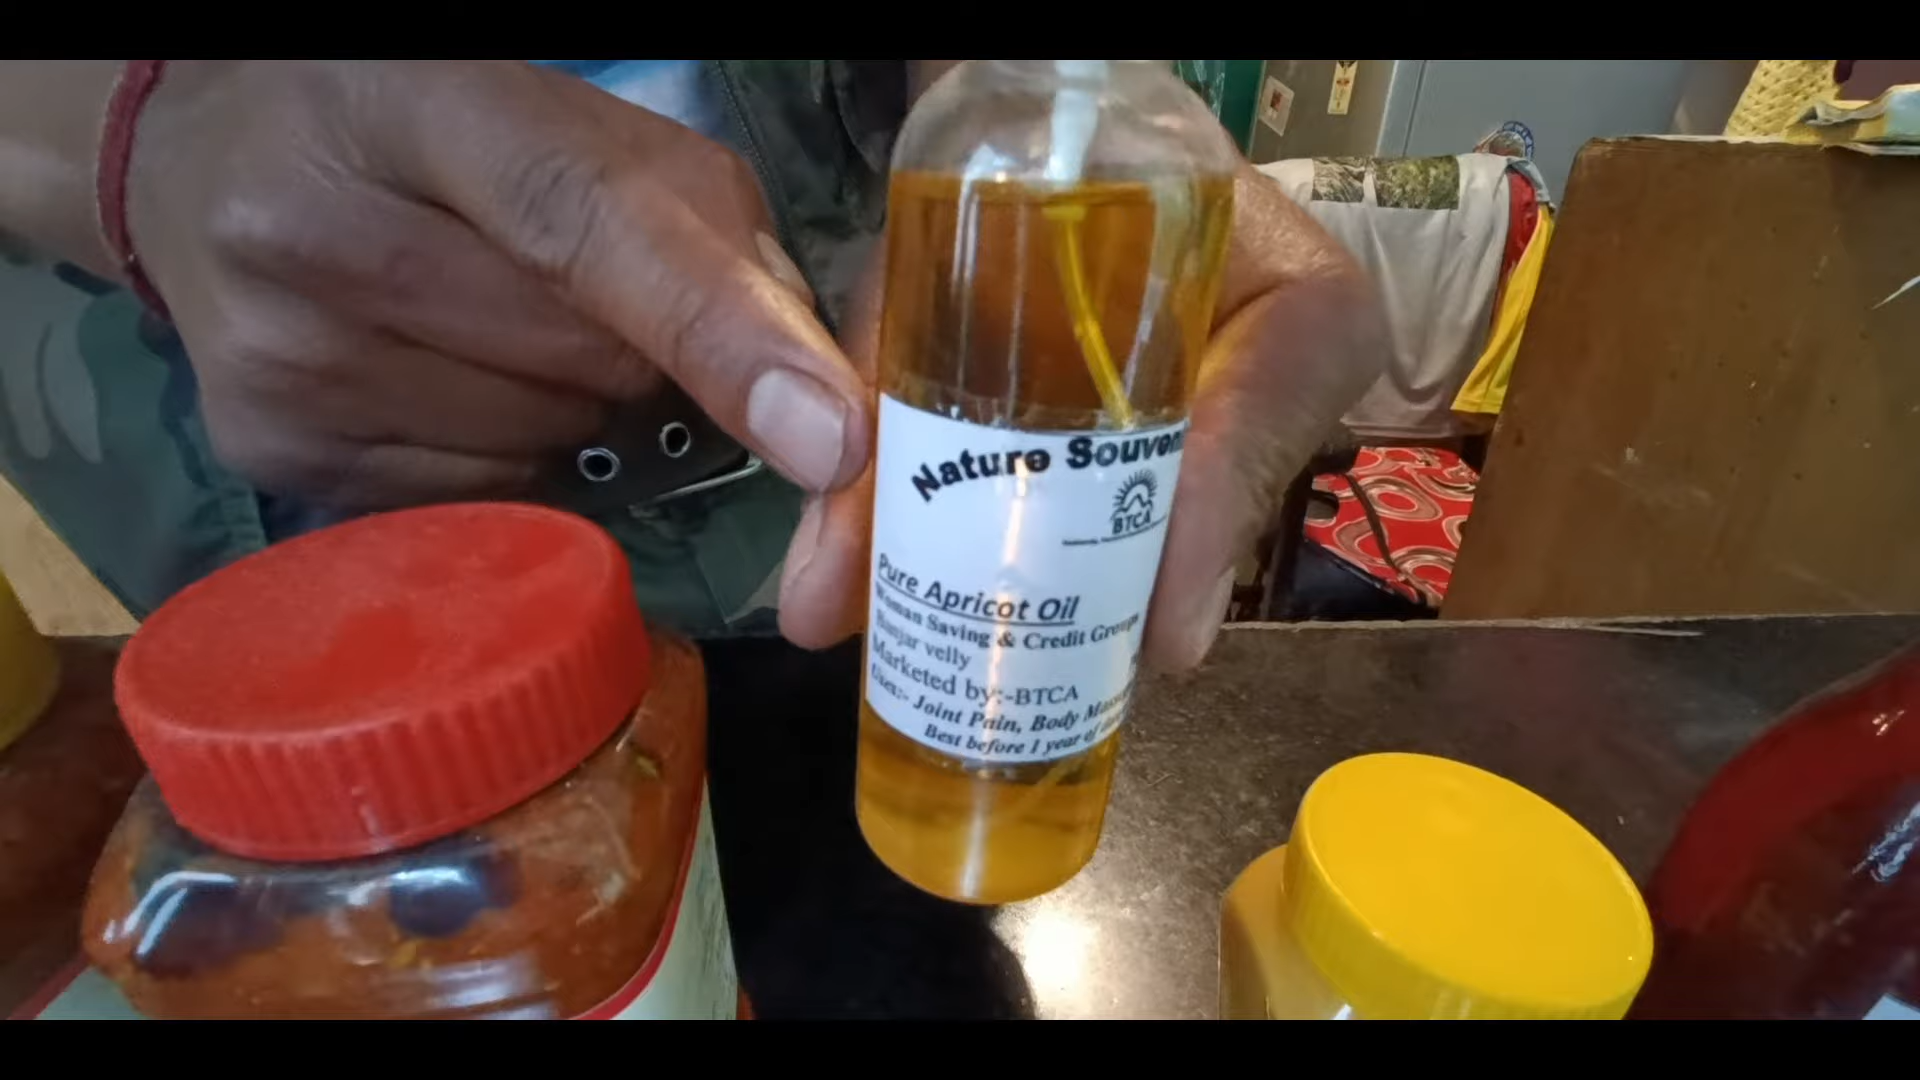 Nature Souven
BTCA
Pure Apricot Oil
Woman Saving & Credit Groups
Banjar velly
Marketed by:-BTCA
Uses:- Joint Pain, Body
Best before 1 year of